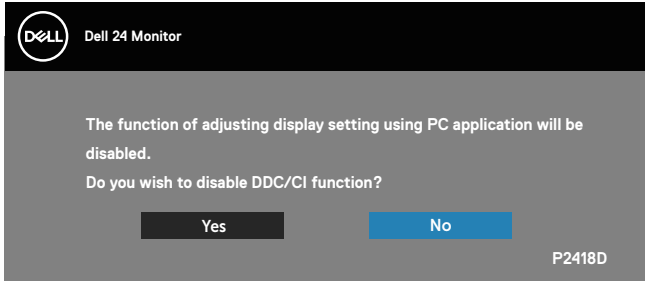 DELL
Dell 24 Monitor
The function of adjusting display setting using PC application will be
disabled.
Do you wish to disable DDC/CI function?
Yes
No
P2418D